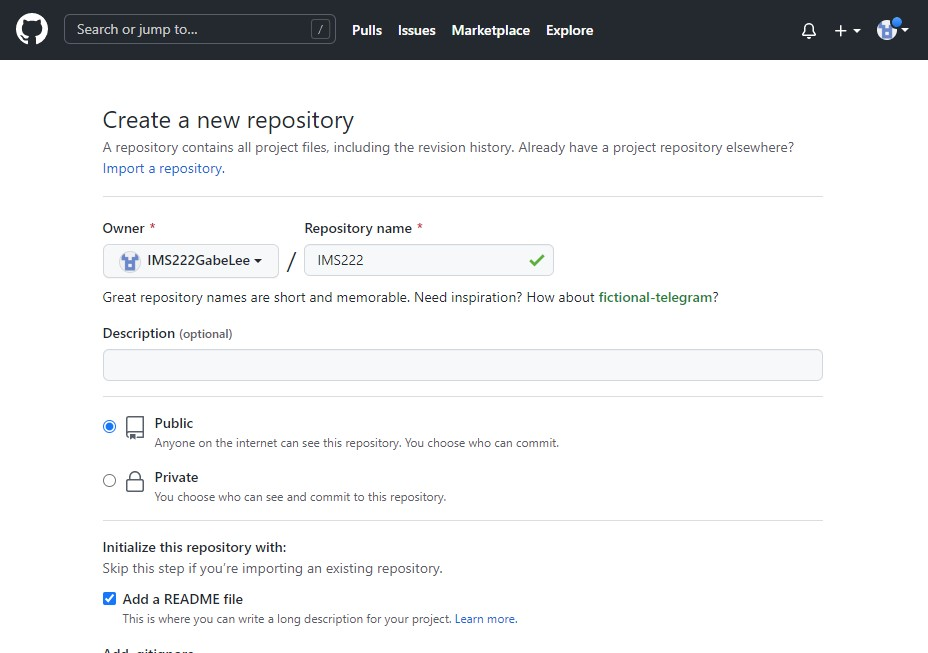 Search or jump to... / Pulls Issues Marketplace Explore
Create a new repository
A repository contains all project files, including the revision history. Already have a project repository elsewhere?
Import a repository.
Owner * Repository name *
IMS222GabeLee / IMS222
Great repository names are short and memorable. Need inspiration? How about fictional-telegram?
Description (optional)
Public
Anyone on the internet can see this repository. You choose who can commit.
Private
You choose who can see and commit to this repository.
Initialize this repository with:
Skip this step if you're importing an existing repository.
Add a README file
This is where you can write a long description for your project. Learn more.
Add .gitignore